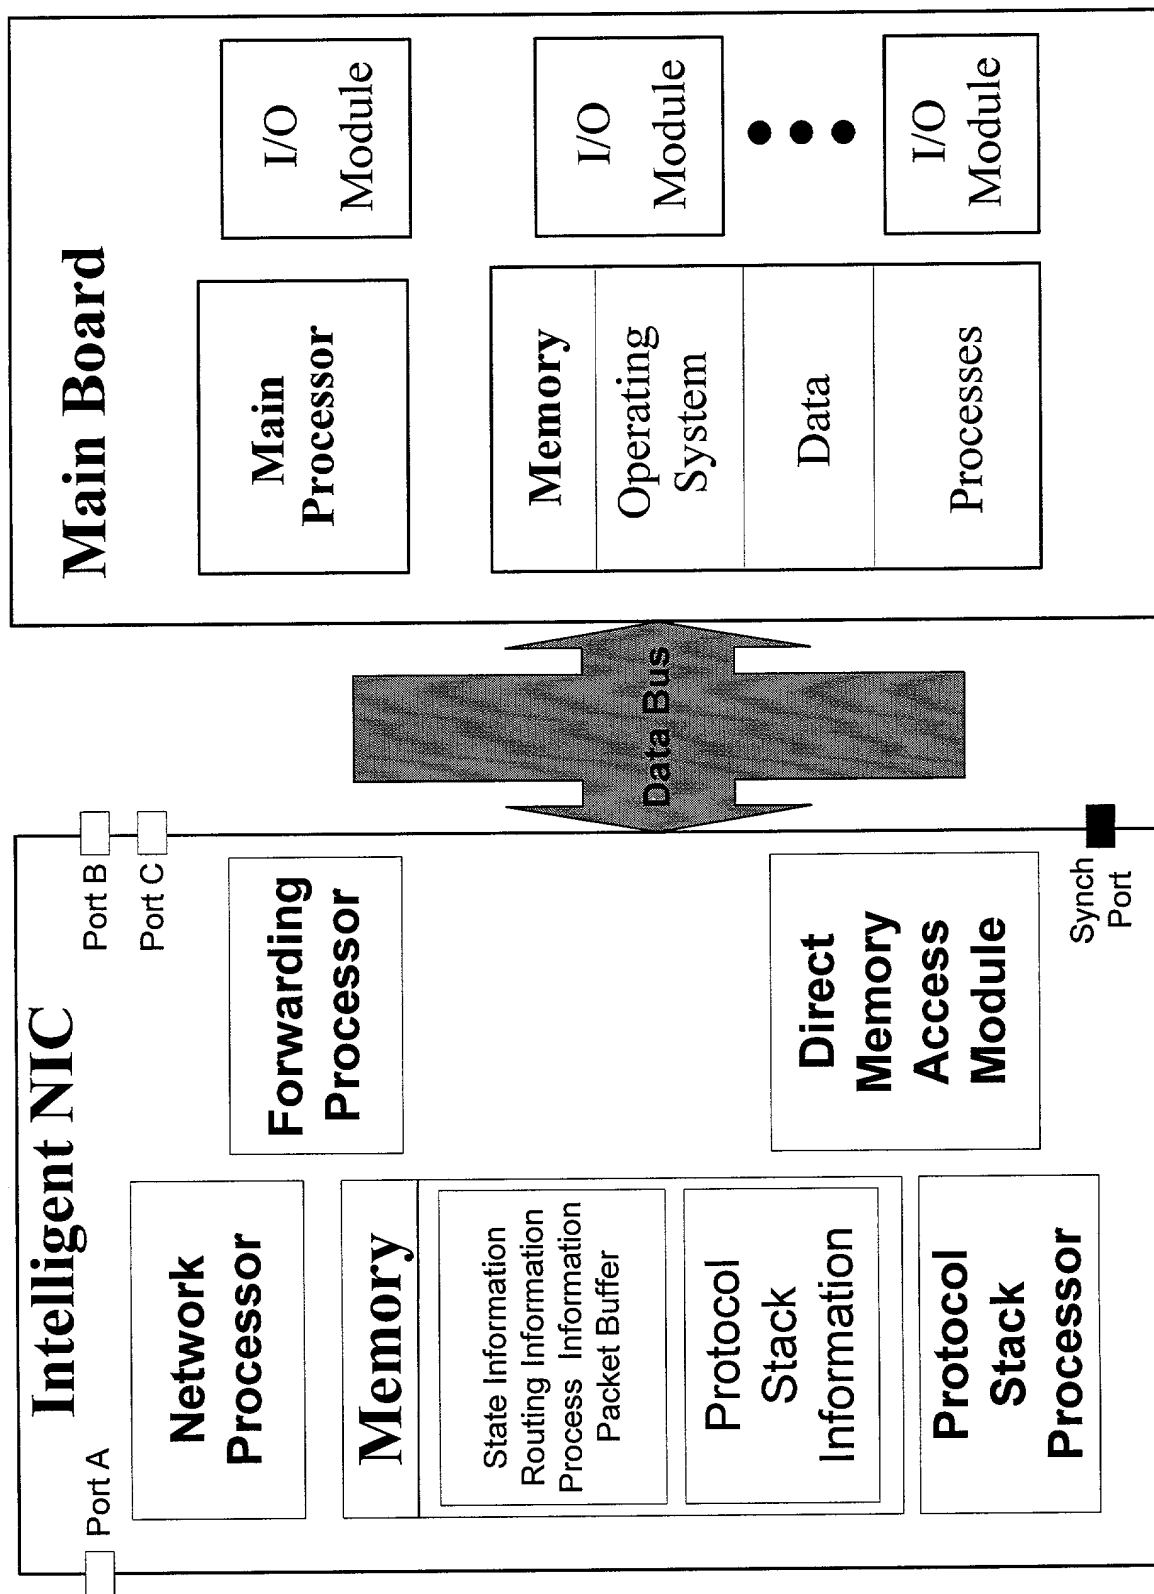 Intelligent NIC
Port A
Port B
Port C
Network
Processor
Forwarding
Processor
Memory
State Information
Routing Information
Process Information
Packet Buffer
Protocol
Stack
Information
Direct
Memory
Access
Module
Protocol
Stack
Processor
Synch
Port
Data Bus
Main Board
Main
Processor
I/O
Module
Memory
Operating
System
Data
Processes
I/O
Module
I/O
Module